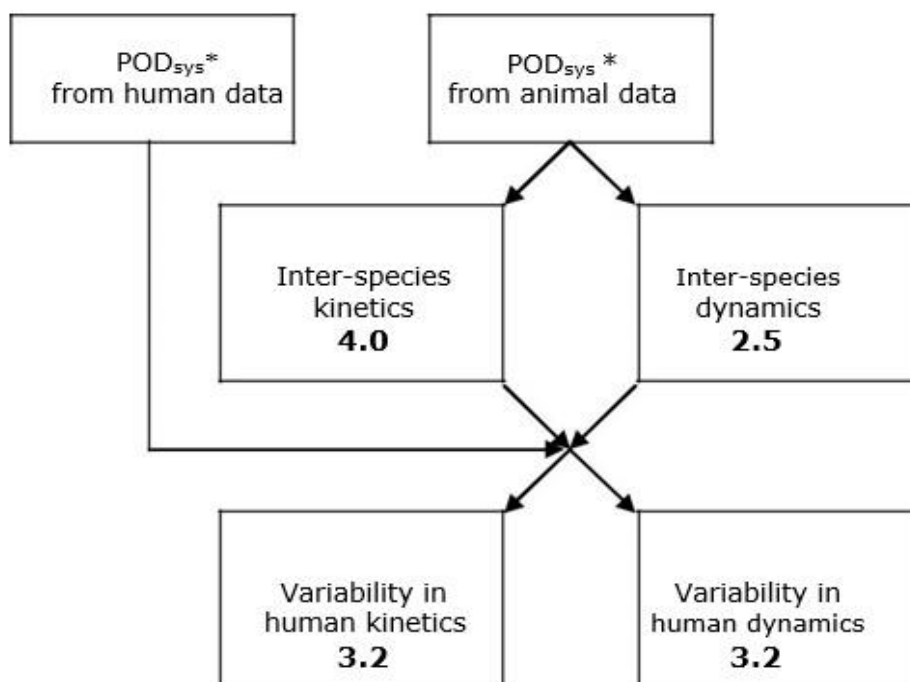 PODsys*
from human data
PODsys *
from animal data
Inter-species
kinetics
4.0
Inter-species
dynamics
2.5
Variability in
human kinetics
3.2
Variability in
human dynamics
3.2